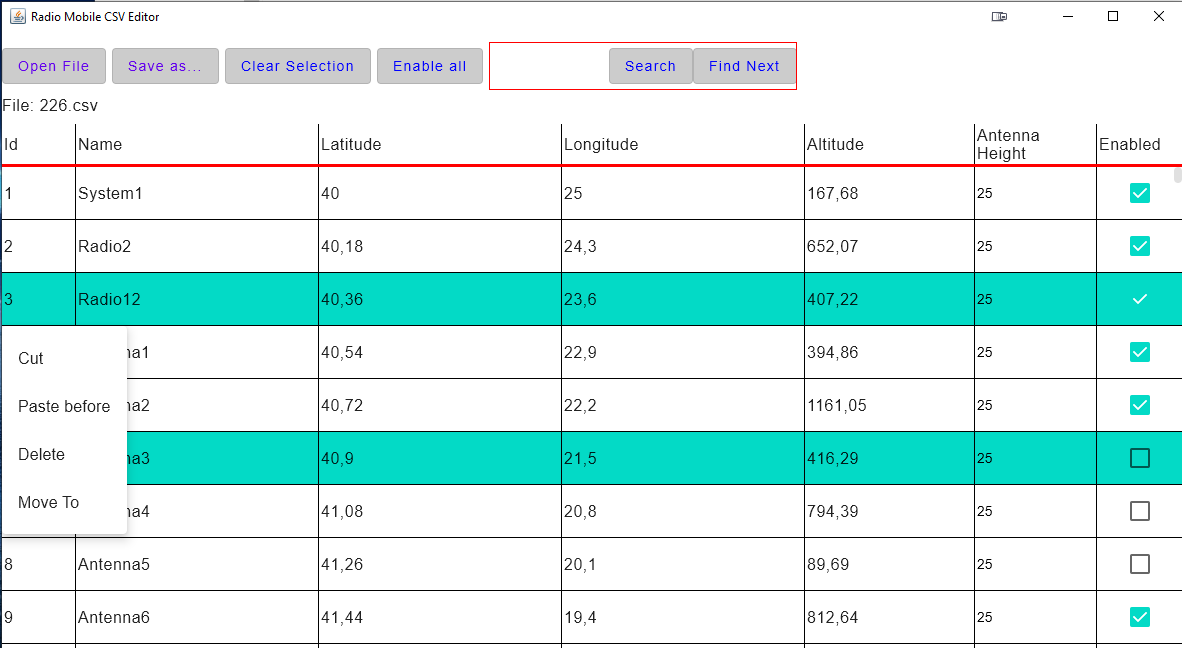 Radio Mobile CSV Editor
Open File Save as... Clear Selection Enable all Search Find Next
File: 226.csv
Id Name Latitude Longitude Altitude Antenna Height Enabled
1 System1 40 25 167,68 25
2 Radio2 40,18 24,3 652,07 25
3 Radio12 40,36 23,6 407,22 25
Cut
na1 40,54 22,9 394,86 25
Paste before
na2 40,72 22,2 1161,05 25
Delete
na3 40,9 21,5 416,29 25
Move To
na4 41,08 20,8 794,39 25
8 Antenna5 41,26 20,1 89,69 25
9 Antenna6 41,44 19,4 812,64 25